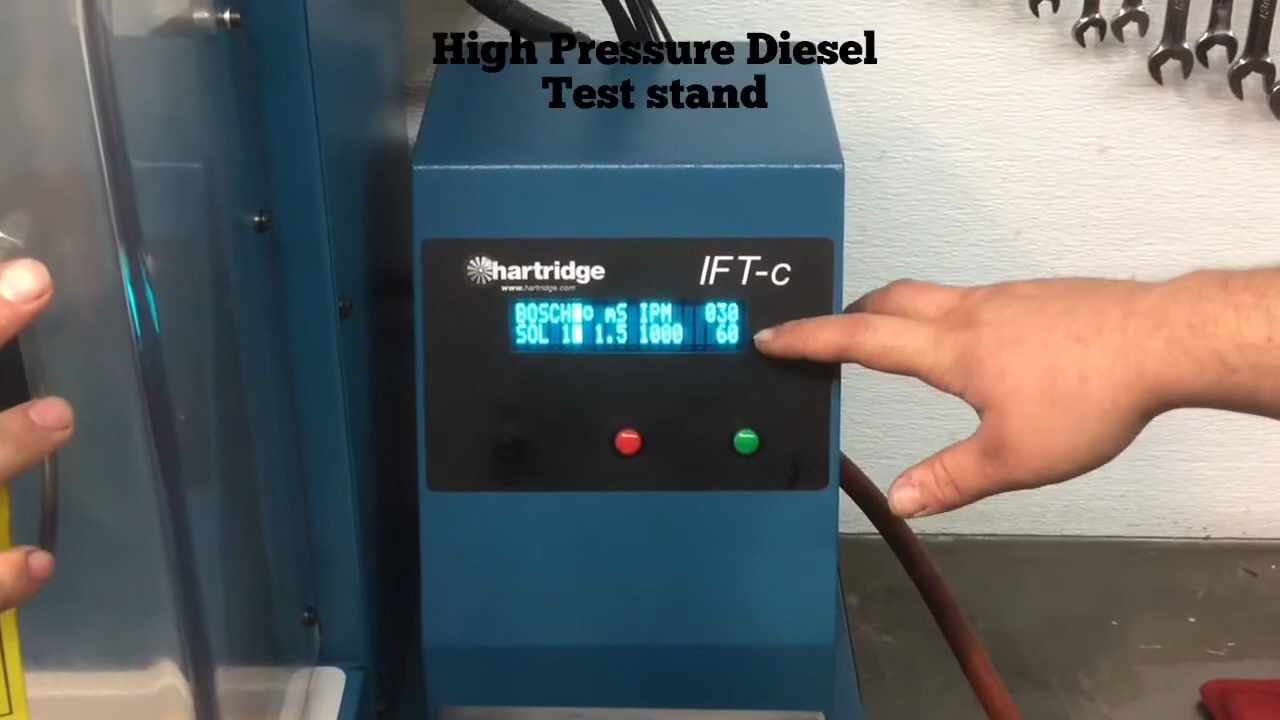 High Pressure Diesel
Test stand
hartridge
IFT-c
www.hartridge.com
BOSCH mS IPM 030
SOL 1 1.5 1000 60